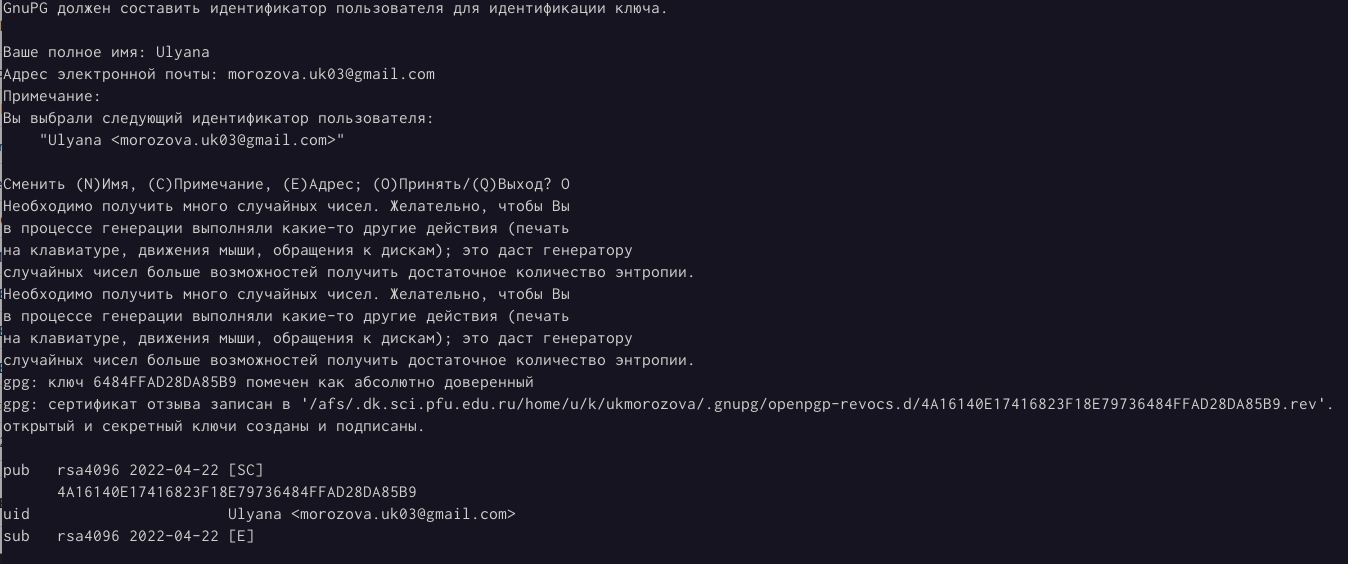 GnuPG должен составить идентификатор пользователя для идентификации ключа.
Ваше полное имя: Ulyana
Адрес электронной почты: morozova.uk03@gmail.com
Примечание:
Вы выбрали следующий идентификатор пользователя:
"Ulyana <morozova.uk03@gmail.com>"
Сменить (N)Имя, (C)Примечание, (E)Адрес; (O)Принять/(Q)Выход? O
Необходимо получить много случайных чисел. Желательно, чтобы Вы
в процессе генерации выполняли какие-то другие действия (печать
на клавиатуре, движения мыши, обращения к дискам); это даст генератору
случайных чисел больше возможностей получить достаточное количество энтропии.
Необходимо получить много случайных чисел. Желательно, чтобы Вы
в процессе генерации выполняли какие-то другие действия (печать
на клавиатуре, движения мыши, обращения к дискам); это даст генератору
случайных чисел больше возможностей получить достаточное количество энтропии.
gpg: ключ 6484FFAD28DA85B9 помечен как абсолютно доверенный
gpg: сертификат отзыва записан в '/afs/.dk.sci.pfu.edu.ru/home/u/k/ukmorozova/.gnupg/openpgp-revocs.d/4A16140E17416823F18E79736484FFAD28DA85B9.rev'.
открытый и секретный ключи созданы и подписаны.
pub   rsa4096 2022-04-22 [SC]
4A16140E17416823F18E79736484FFAD28DA85B9
uid                      Ulyana <morozova.uk03@gmail.com>
sub   rsa4096 2022-04-22 [E]